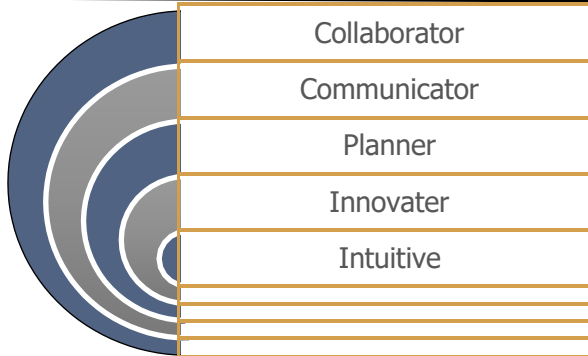 Collaborator
Communicator
Planner
Innovater
Intuitive